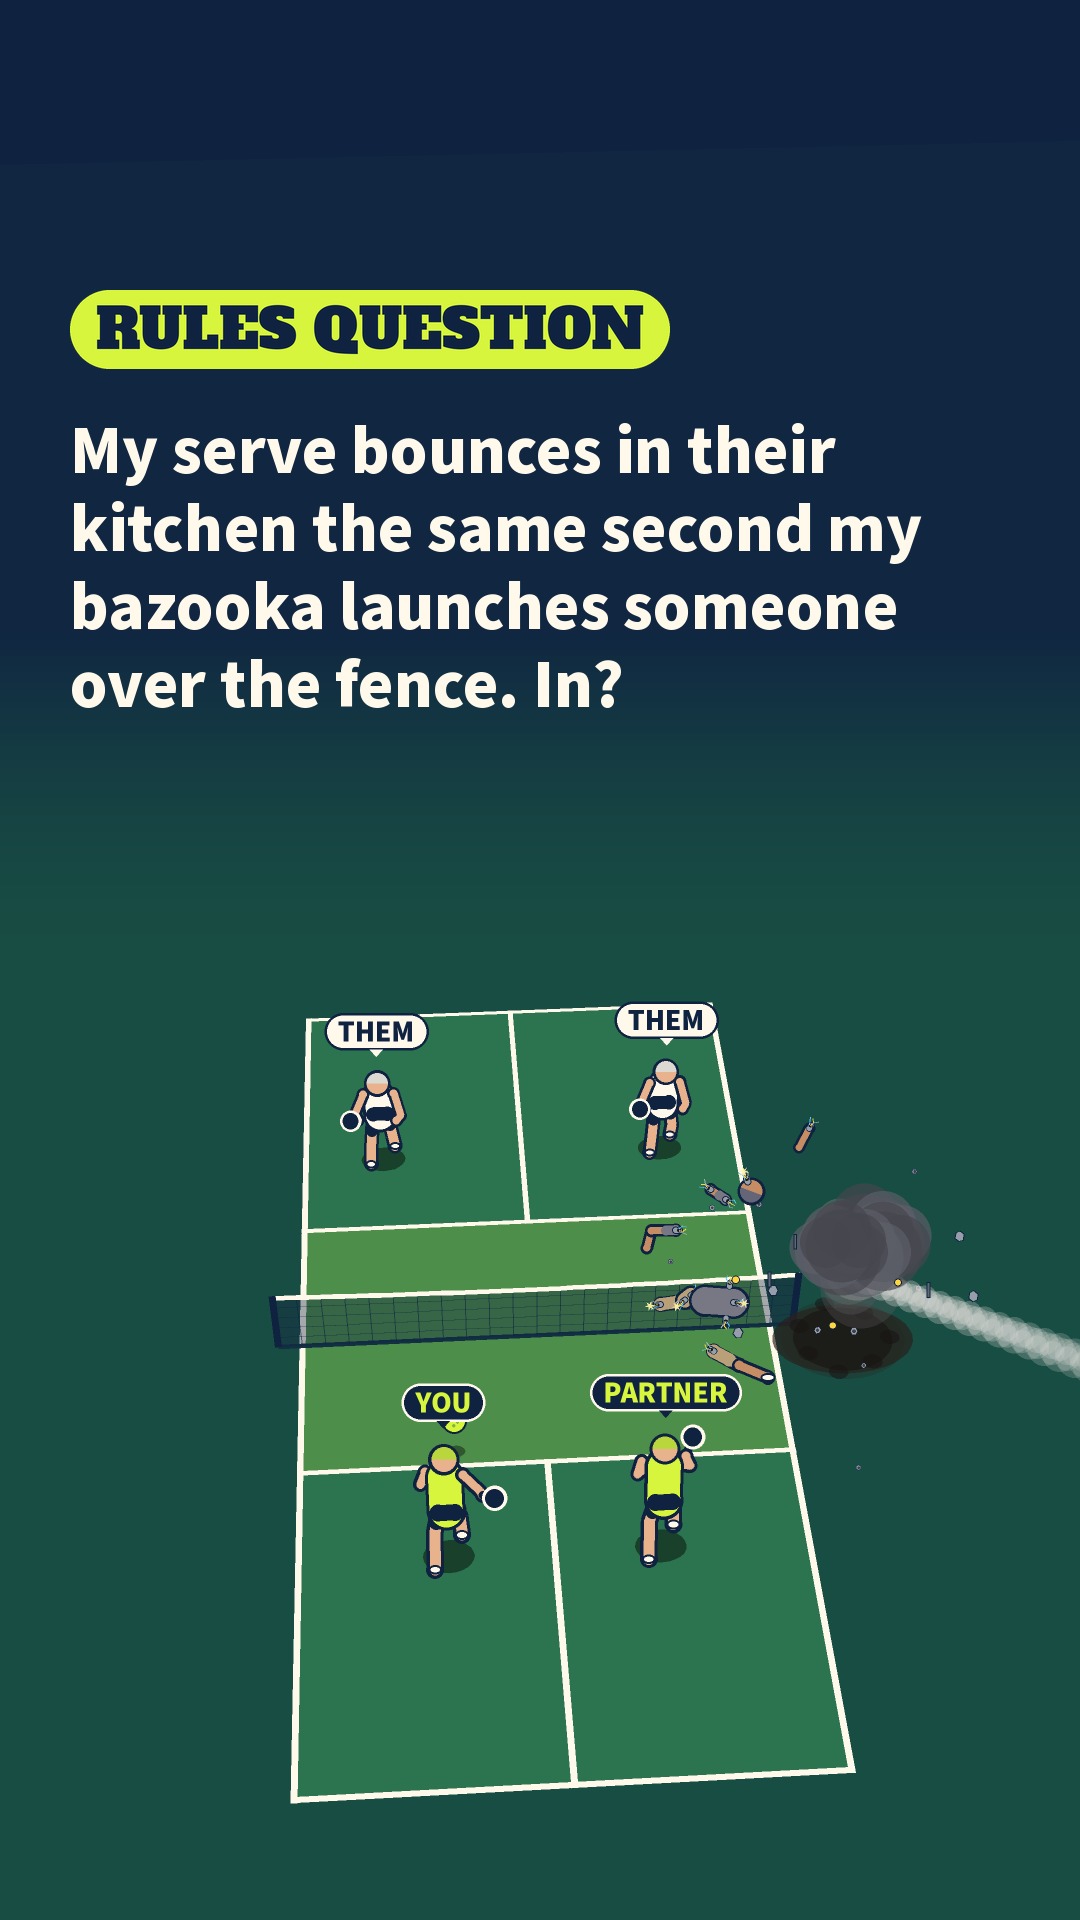 RULES QUESTION
My serve bounces in their
kitchen the same second my
bazooka launches someone
over the fence. In?
THEM
THEM
YOU
PARTNER